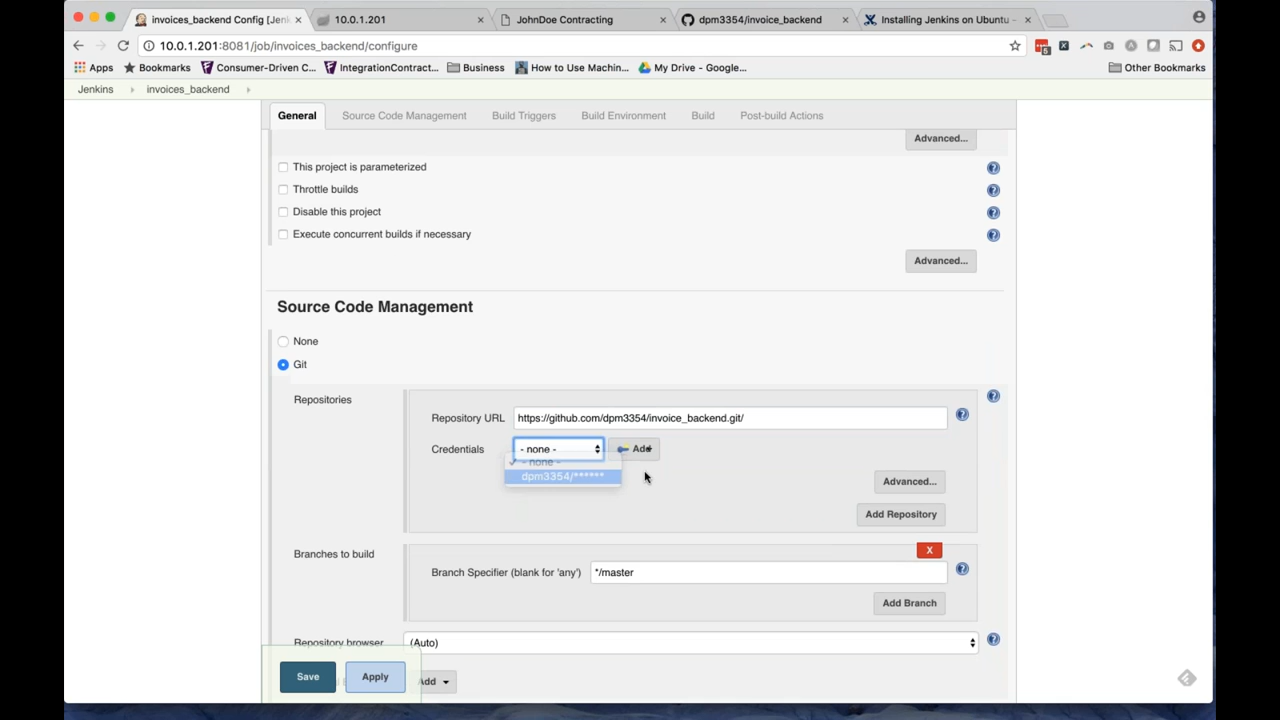 invoices_backend Config [Jenk
10.0.1.201
JohnDoe Contracting
dpm3354/invoice_backend
Installing Jenkins on Ubuntu -
10.0.1.201:8081/job/invoices_backend/configure
Apps
Bookmarks
Consumer-Driven C...
IntegrationContract...
Business
How to Use Machin...
My Drive - Google...
Other Bookmarks
Jenkins
invoices_backend
General
Source Code Management
Build Triggers
Build Environment
Build
Post-build Actions
Advanced...
This project is parameterized
Throttle builds
Disable this project
Execute concurrent builds if necessary
Advanced...
Source Code Management
None
Git
Repositories
Repository URL
https://github.com/dpm3354/invoice_backend.git/
Credentials
- none -
Add
- none -
dpm3354/******
Advanced...
Add Repository
Branches to build
X
Branch Specifier (blank for 'any')
*/master
Add Branch
Repository browser
(Auto)
Save
Apply
Add